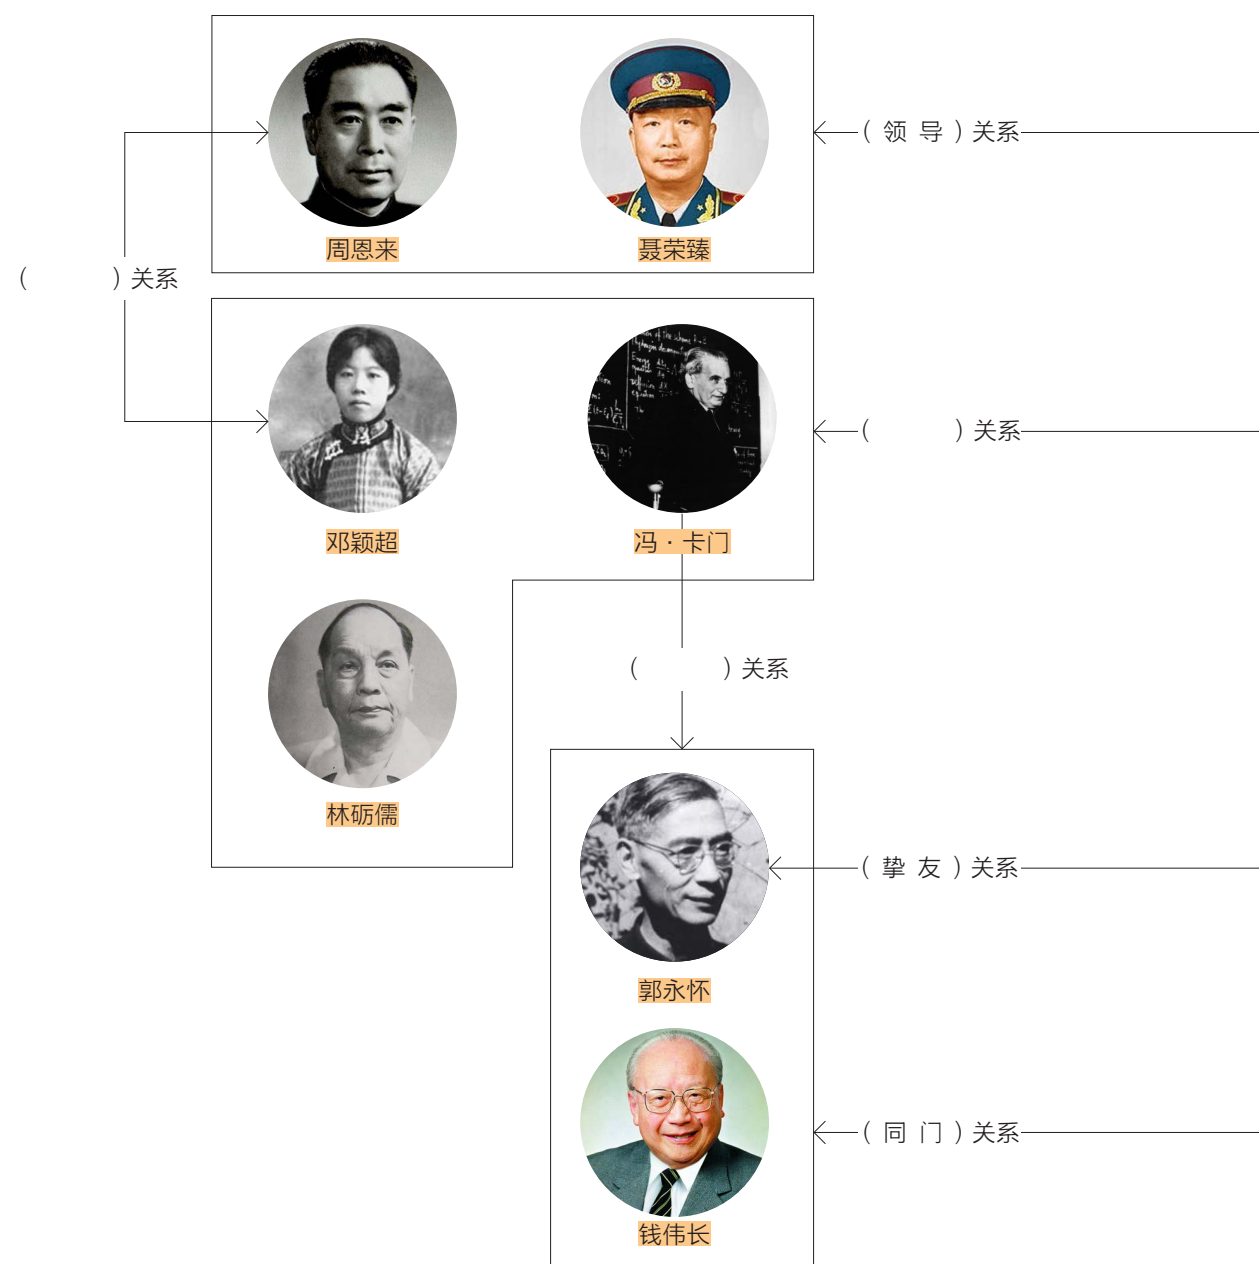 周恩来
聂荣臻
( 领 导 ) 关系
(          ) 关系
邓颖超
冯·卡门
(          ) 关系
(          ) 关系
林砺儒
郭永怀
( 挚 友 ) 关系
钱伟长
( 同 门 ) 关系